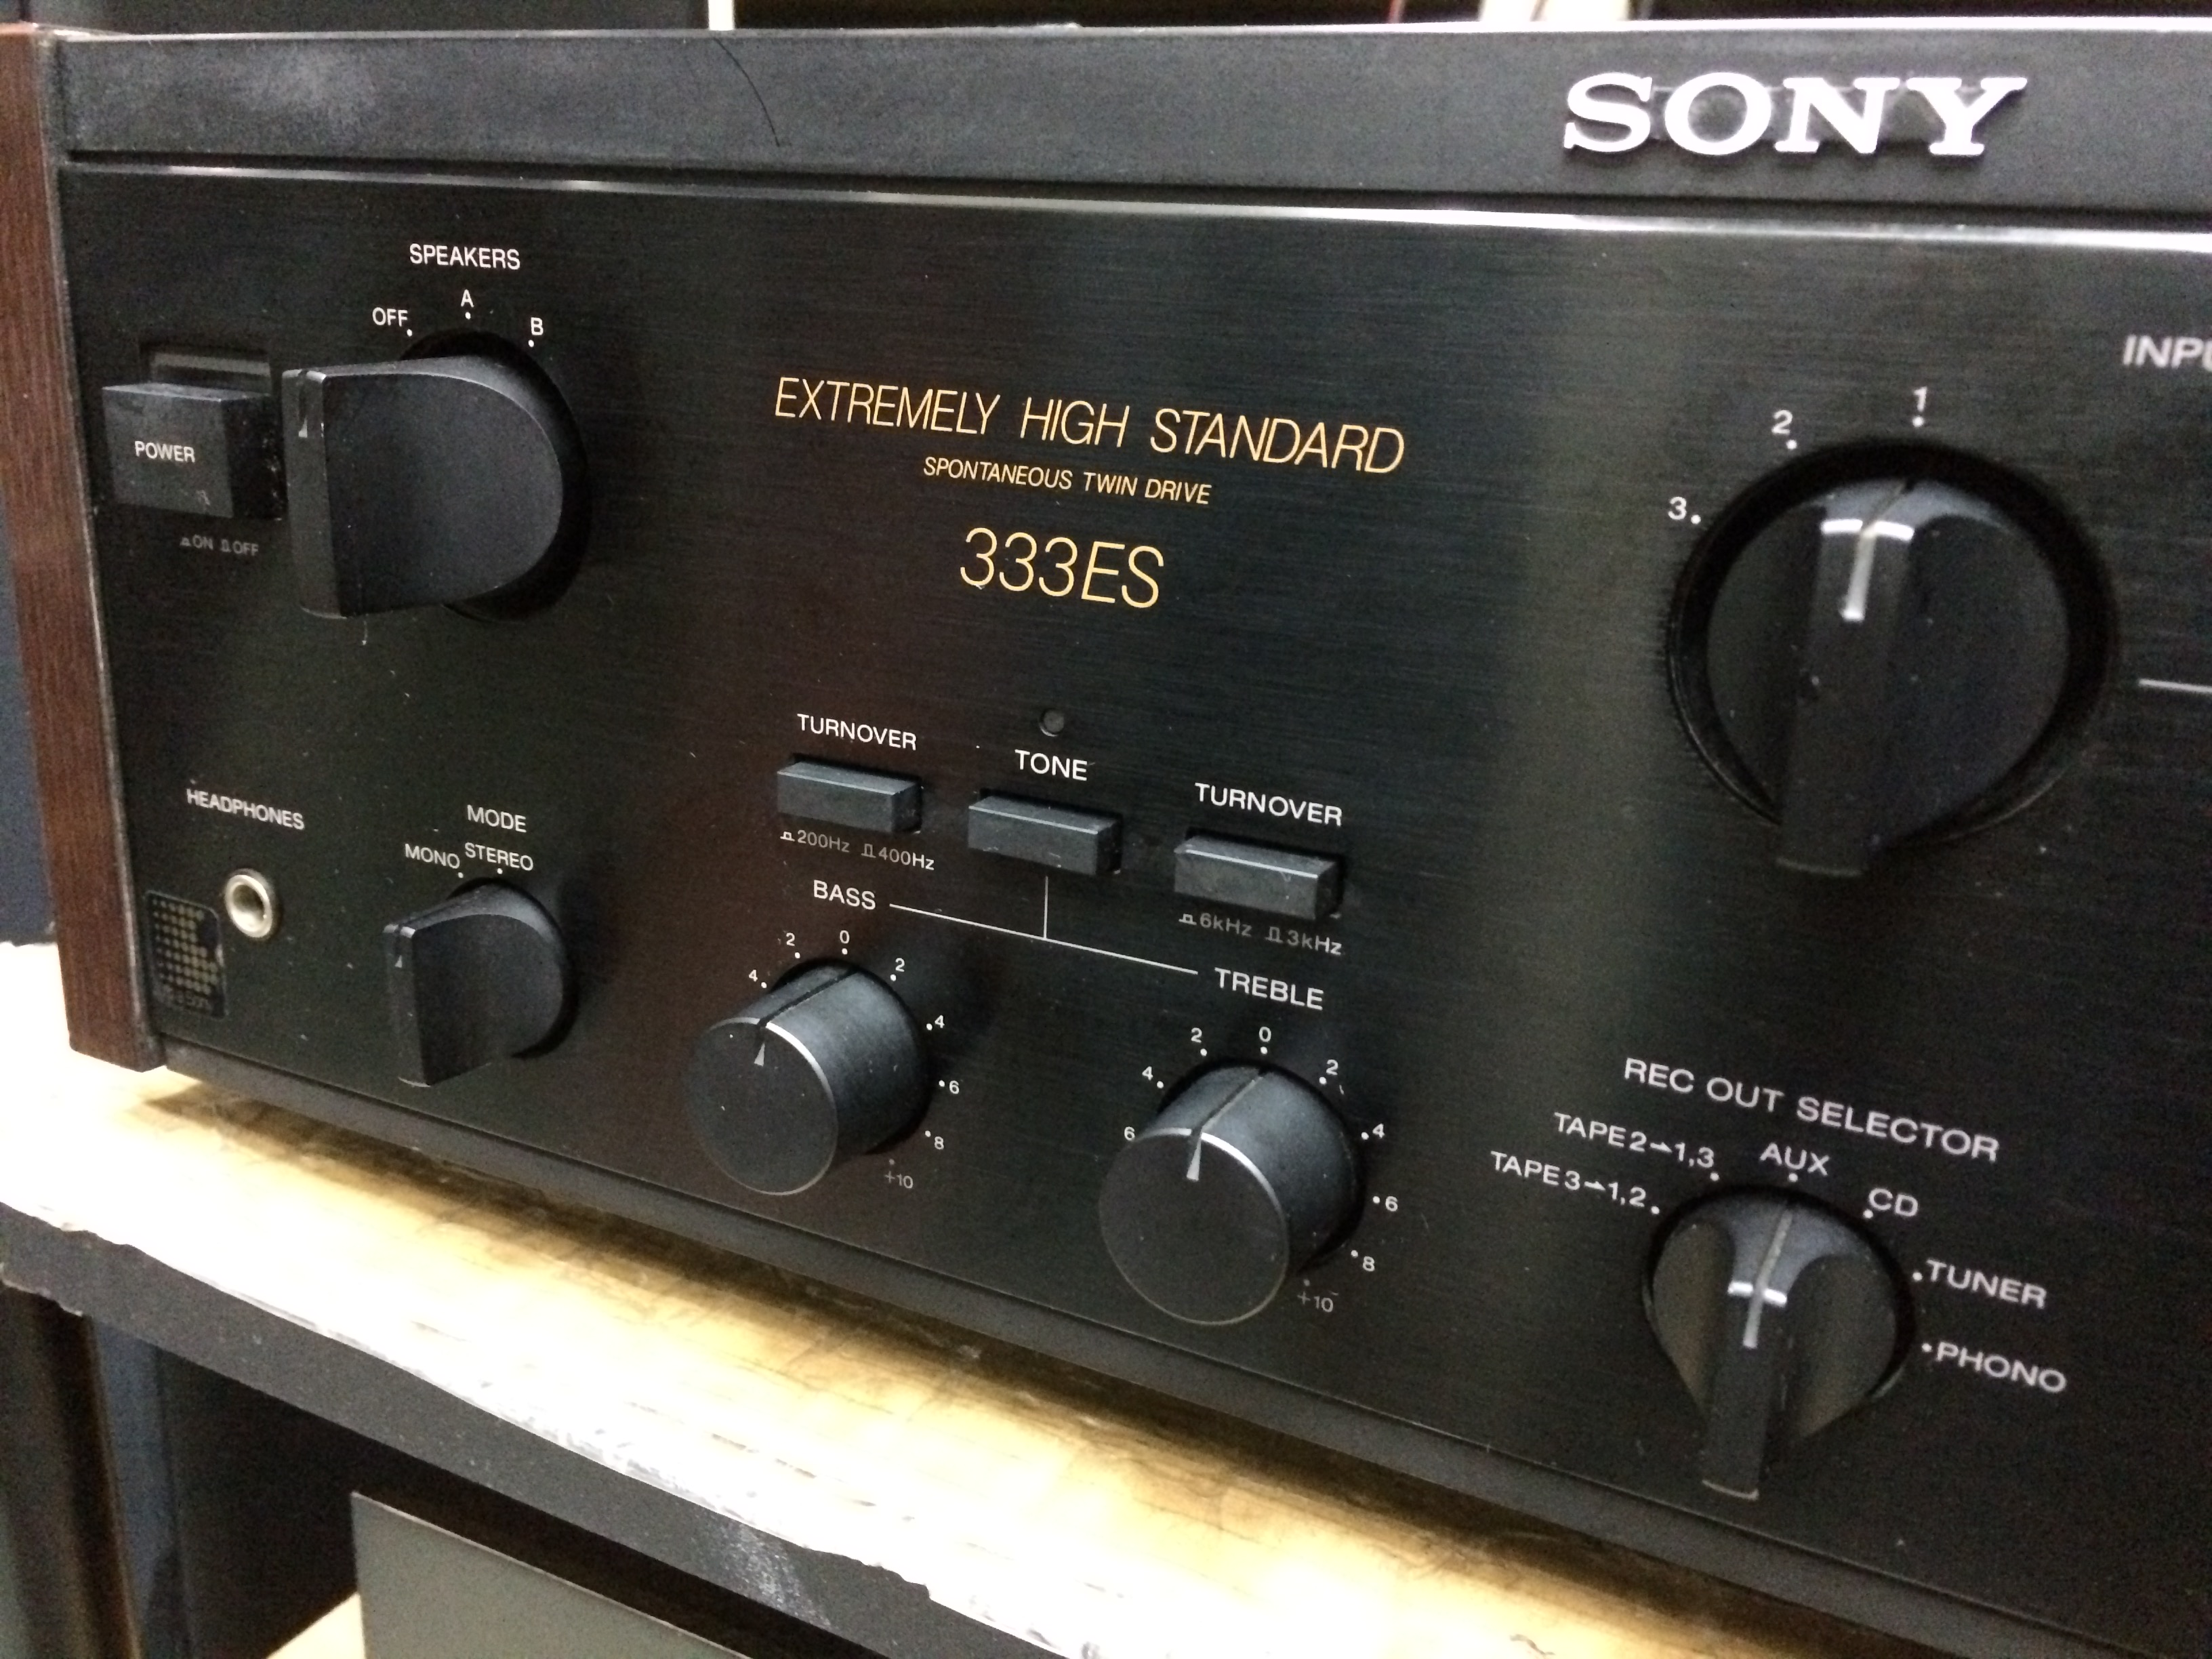 SONY
SPEAKERS
OFF A B
POWER
ON OFF
EXTREMELY HIGH STANDARD
SPONTANEOUS TWIN DRIVE
333ES
3 2 1
HEADPHONES
MODE
MONO STEREO
TURNOVER
200Hz 400Hz
TONE
TURNOVER
6kHz 3kHz
BASS
4 2 0 2 4 6 8 +10
TREBLE
6 4 2 0 2 4 6 8 +10
REC OUT SELECTOR
TAPE 3→1,2
TAPE 2→1,3
AUX
CD
TUNER
PHONO